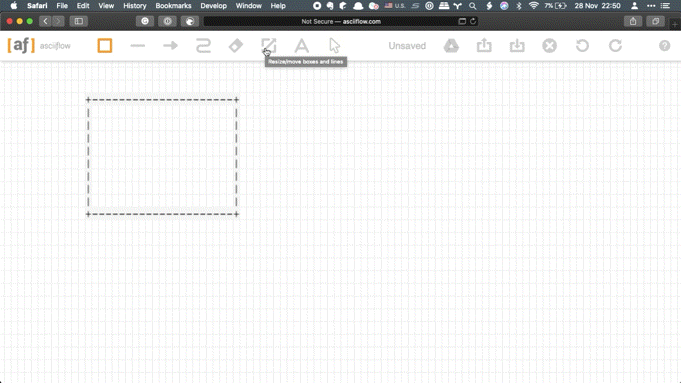 Safari File Edit View History Bookmarks Develop Window Help U.S. 7% 28 Nov 22:50
Not Secure — asciiflow.com
[af] asciiflow A Unsaved ?
Resize/move boxes and lines